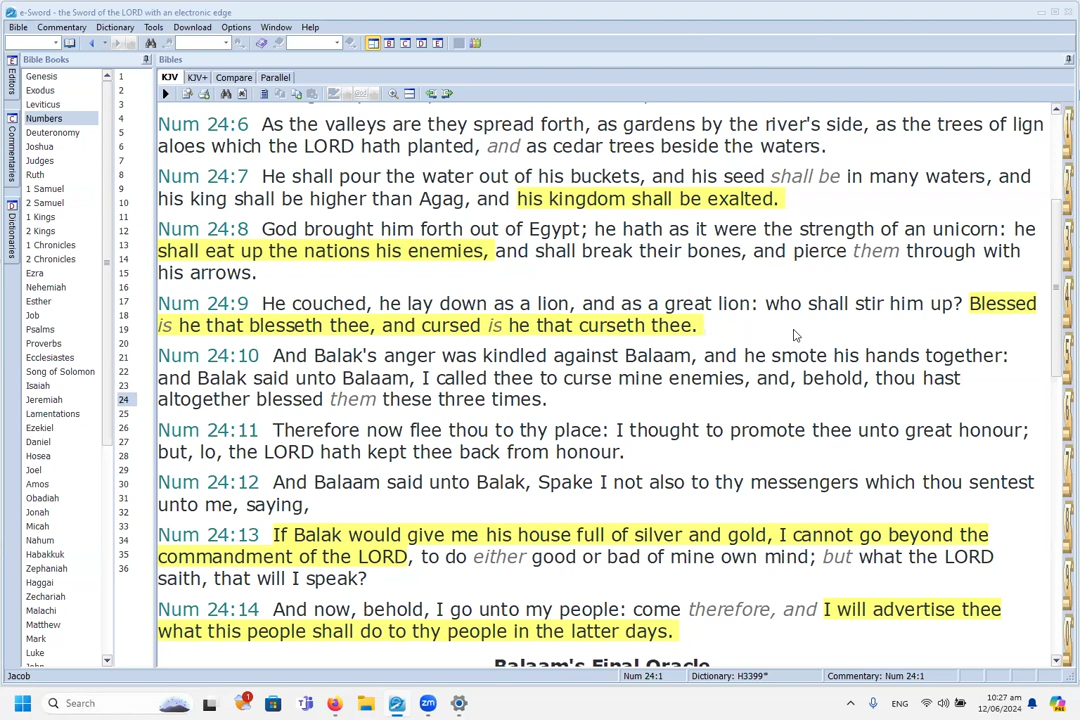 e-Sword - the Sword of the LORD with an electronic edge
Bible Commentary Dictionary Tools Download Options Window Help
B C D E
Bible Books
Bibles
Editors
Commentaries
Dictionaries
KJV KJV+ Compare Parallel
Genesis 1
Exodus 2
Leviticus 3
Numbers 4
Deuteronomy 5
Joshua 6
Judges 7
Ruth 8
1 Samuel 9
2 Samuel 10
1 Kings 11
2 Kings 12
1 Chronicles 13
2 Chronicles 14
Ezra 15
Nehemiah 16
Esther 17
Job 18
Psalms 19
Proverbs 20
Ecclesiastes 21
Song of Solomon 22
Isaiah 23
Jeremiah 24
Lamentations 25
Ezekiel 26
Daniel 27
Hosea 28
Joel 29
Amos 30
Obadiah 31
Jonah 32
Micah 33
Nahum 34
Habakkuk 35
Zephaniah 36
Haggai
Zechariah
Malachi
Matthew
Mark
Luke
John
Num 24:6 As the valleys are they spread forth, as gardens by the river's side, as the trees of lign
aloes which the LORD hath planted, and as cedar trees beside the waters.
Num 24:7 He shall pour the water out of his buckets, and his seed shall be in many waters, and
his king shall be higher than Agag, and his kingdom shall be exalted.
Num 24:8 God brought him forth out of Egypt; he hath as it were the strength of an unicorn: he
shall eat up the nations his enemies, and shall break their bones, and pierce them through with
his arrows.
Num 24:9 He couched, he lay down as a lion, and as a great lion: who shall stir him up? Blessed
is he that blesseth thee, and cursed is he that curseth thee.
Num 24:10 And Balak's anger was kindled against Balaam, and he smote his hands together:
and Balak said unto Balaam, I called thee to curse mine enemies, and, behold, thou hast
altogether blessed them these three times.
Num 24:11 Therefore now flee thou to thy place: I thought to promote thee unto great honour;
but, lo, the LORD hath kept thee back from honour.
Num 24:12 And Balaam said unto Balak, Spake I not also to thy messengers which thou sentest
unto me, saying,
Num 24:13 If Balak would give me his house full of silver and gold, I cannot go beyond the
commandment of the LORD, to do either good or bad of mine own mind; but what the LORD
saith, that will I speak?
Num 24:14 And now, behold, I go unto my people: come therefore, and I will advertise thee
what this people shall do to thy people in the latter days.
Balaam's Final Oracle
Jacob Num 24:1 Dictionary: H3399* Commentary: Num 24:1
Search 1 ENG 10:27 am
12/06/2024